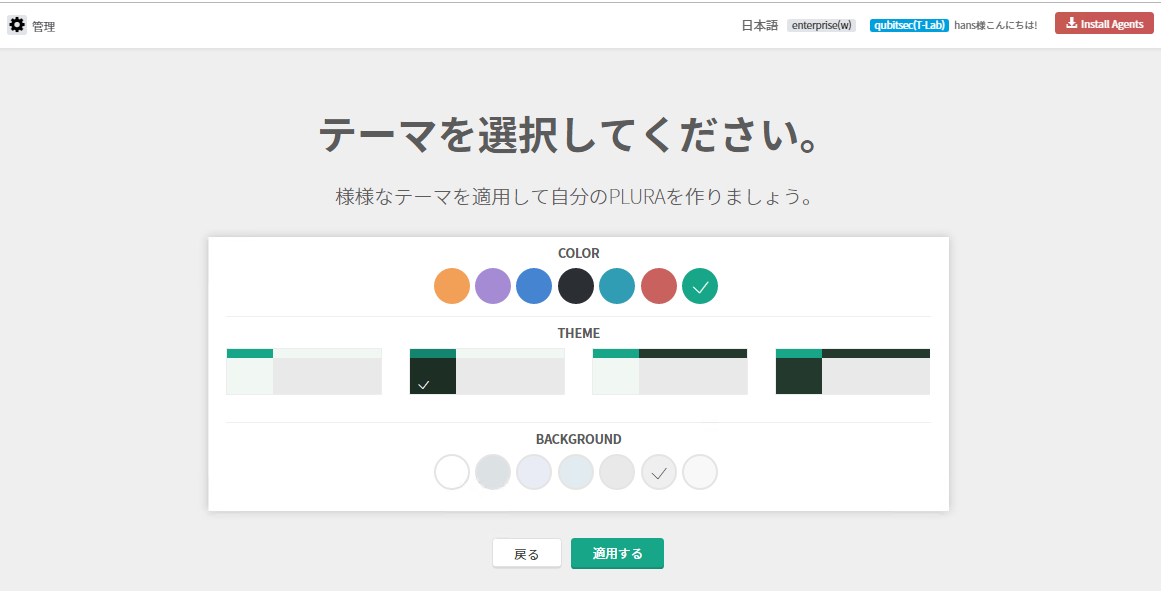 管理
日本語 enterprise(w) qubitsec(T-Lab) hans様こんにちは! Install Agents
テーマを選択してください。
様様なテーマを適用して自分のPLURAを作りましょう。
COLOR
THEME
BACKGROUND
戻る 適用する